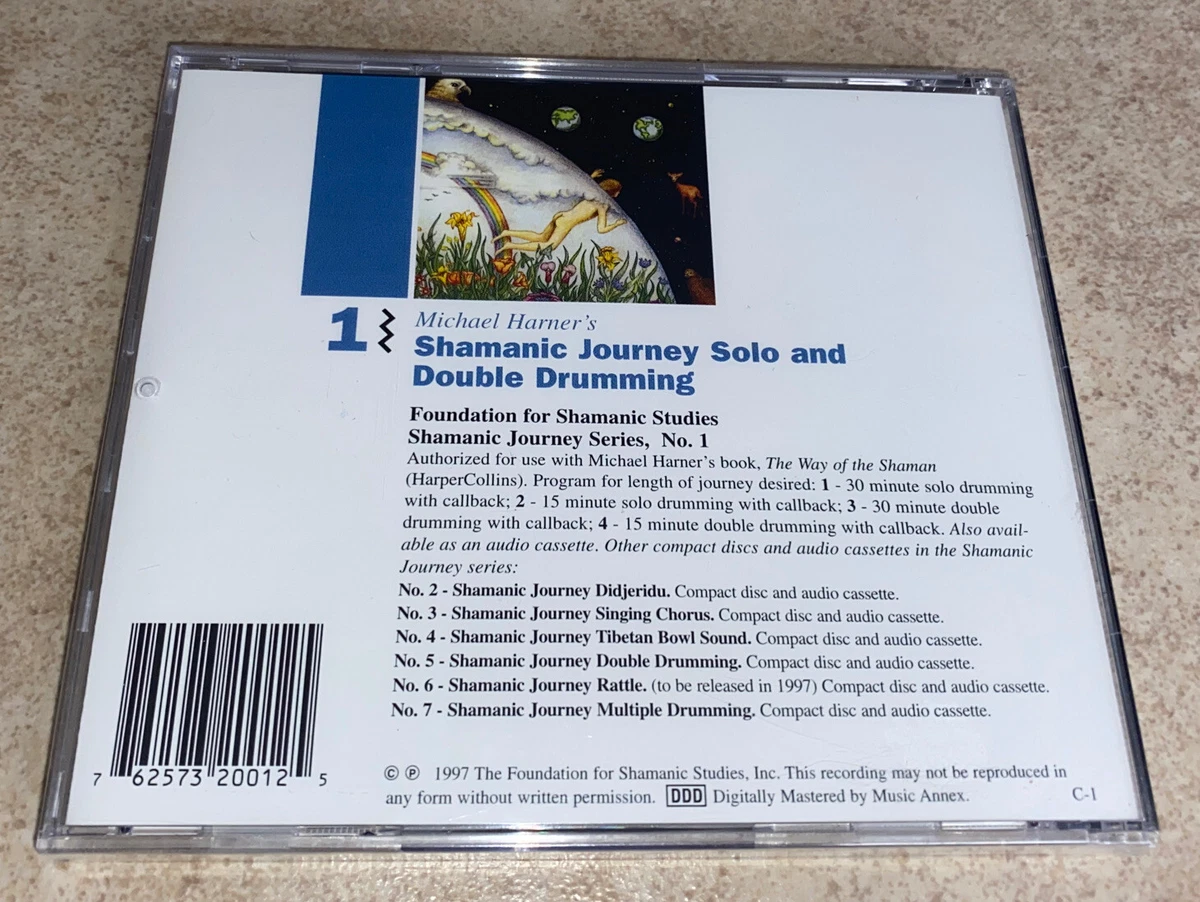 1 Michael Harner's
Shamanic Journey Solo and
Double Drumming
Foundation for Shamanic Studies
Shamanic Journey Series, No. 1
Authorized for use with Michael Harner's book, The Way of the Shaman
(HarperCollins). Program for length of journey desired: 1 - 30 minute solo drumming
with callback; 2 - 15 minute solo drumming with callback; 3 - 30 minute double
drumming with callback; 4 - 15 minute double drumming with callback. Also avail-
able as an audio cassette. Other compact discs and audio cassettes in the Shamanic
Journey series:
No. 2 - Shamanic Journey Didjeridu. Compact disc and audio cassette.
No. 3 - Shamanic Journey Singing Chorus. Compact disc and audio cassette.
No. 4 - Shamanic Journey Tibetan Bowl Sound. Compact disc and audio cassette.
No. 5 - Shamanic Journey Double Drumming. Compact disc and audio cassette.
No. 6 - Shamanic Journey Rattle. (to be released in 1997) Compact disc and audio cassette.
No. 7 - Shamanic Journey Multiple Drumming. Compact disc and audio cassette.
7 62573 20012 5
© ℗ 1997 The Foundation for Shamanic Studies, Inc. This recording may not be reproduced in
any form without written permission. DDD Digitally Mastered by Music Annex. C-1